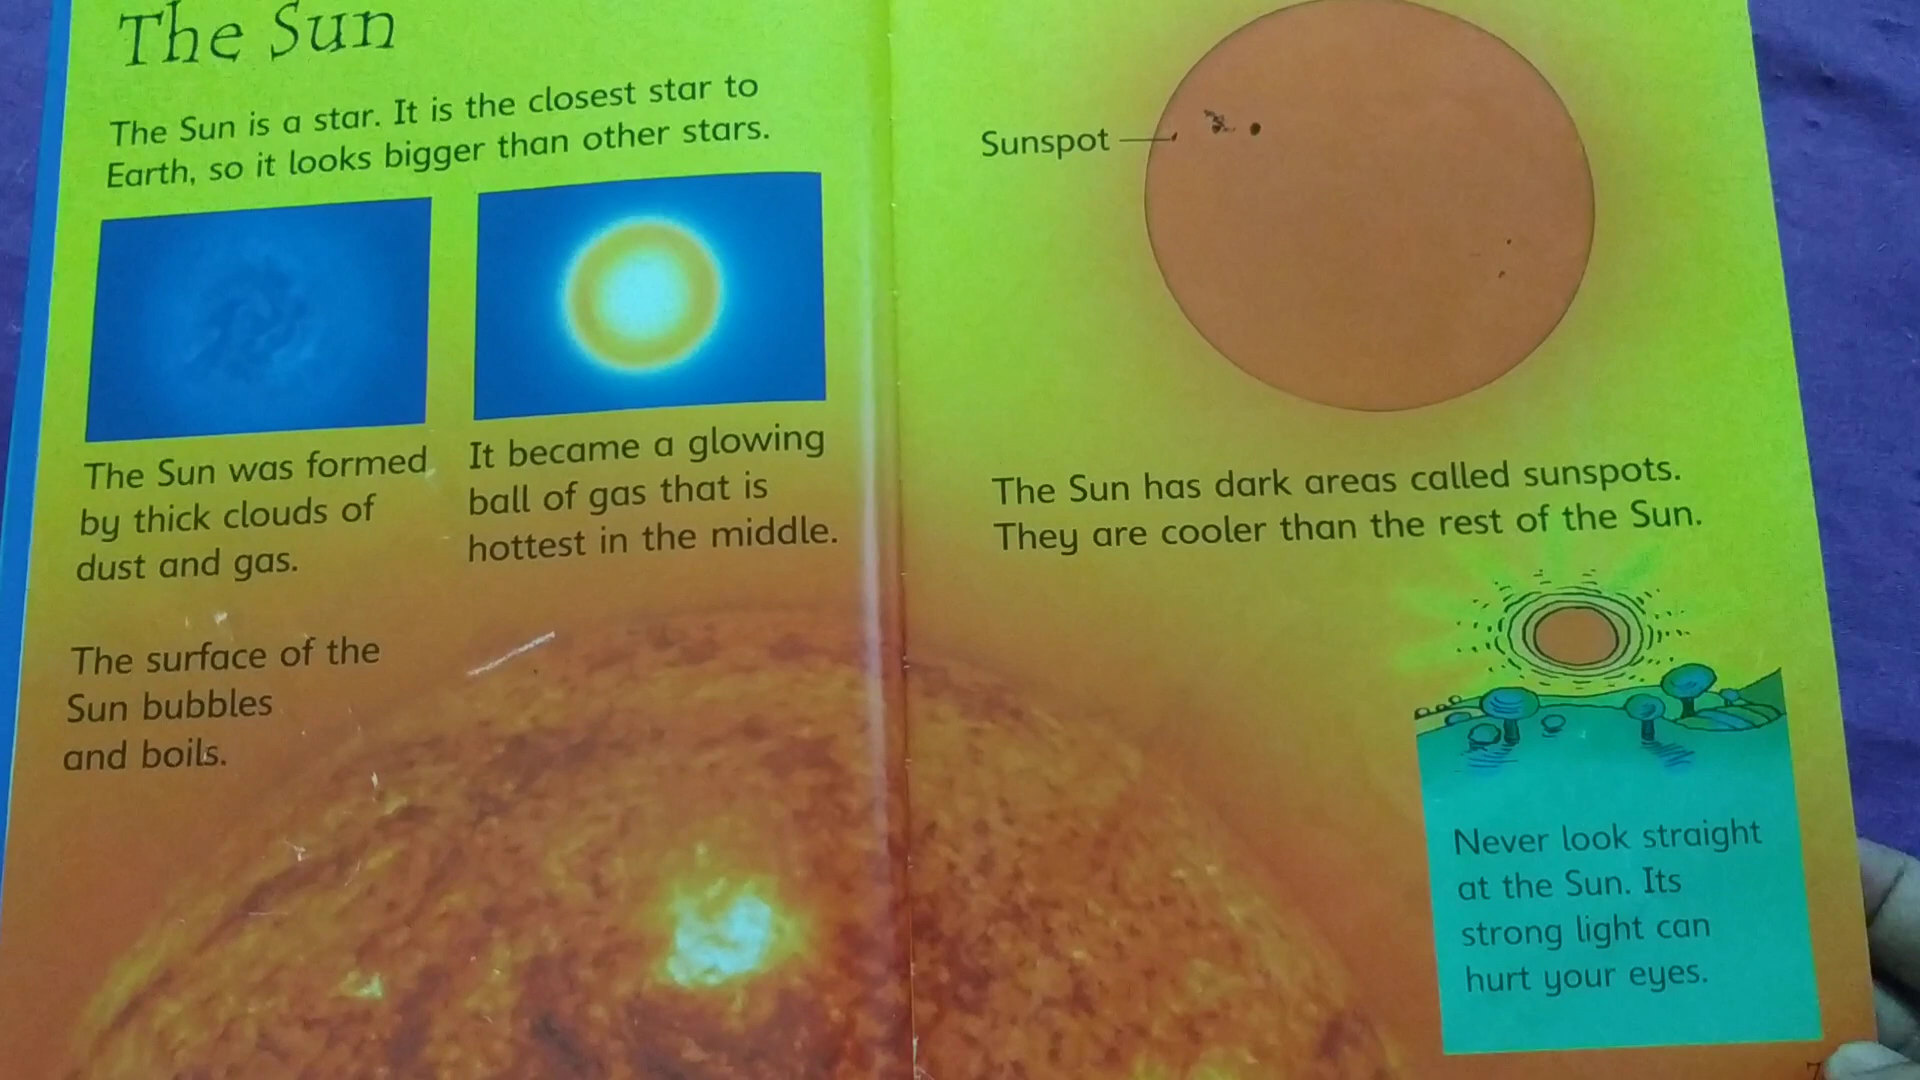 The Sun
The Sun is a star. It is the closest star to
Earth, so it looks bigger than other stars.
The Sun was formed
by thick clouds of
dust and gas.
It became a glowing
ball of gas that is
hottest in the middle.
The surface of the
Sun bubbles
and boils.
Sunspot
The Sun has dark areas called sunspots.
They are cooler than the rest of the Sun.
Never look straight
at the Sun. Its
strong light can
hurt your eyes.
7